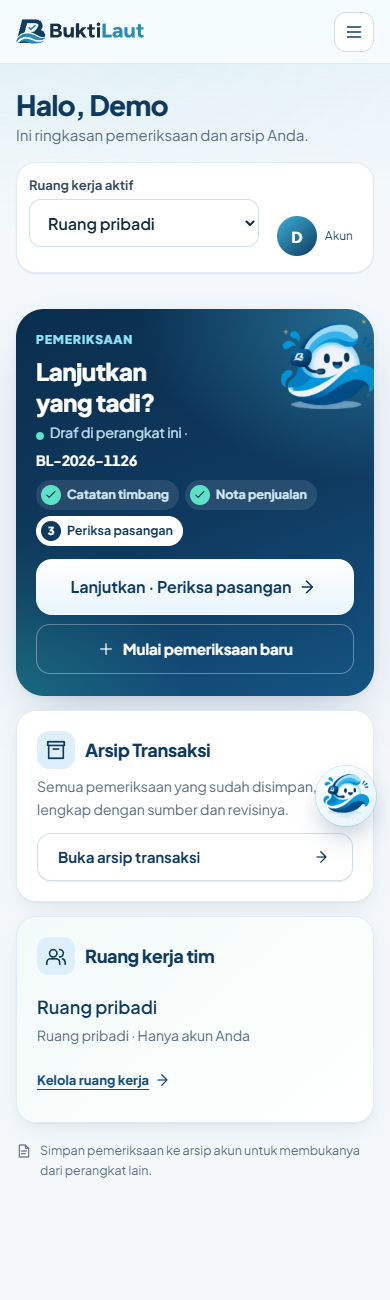 BuktiLaut
Halo, Demo
Ini ringkasan pemeriksaan dan arsip Anda.
Ruang kerja aktif
Ruang pribadi
D
Akun
PEMERIKSAAN
Lanjutkan
yang tadi?
Draf di perangkat ini ·
BL-2026-1126
Catatan timbang
Nota penjualan
3 Periksa pasangan
Lanjutkan · Periksa pasangan →
+ Mulai pemeriksaan baru
Arsip Transaksi
Semua pemeriksaan yang sudah disimpan,
lengkap dengan sumber dan revisinya.
Buka arsip transaksi →
Ruang kerja tim
Ruang pribadi
Ruang pribadi · Hanya akun Anda
Kelola ruang kerja →
Simpan pemeriksaan ke arsip akun untuk membukanya
dari perangkat lain.